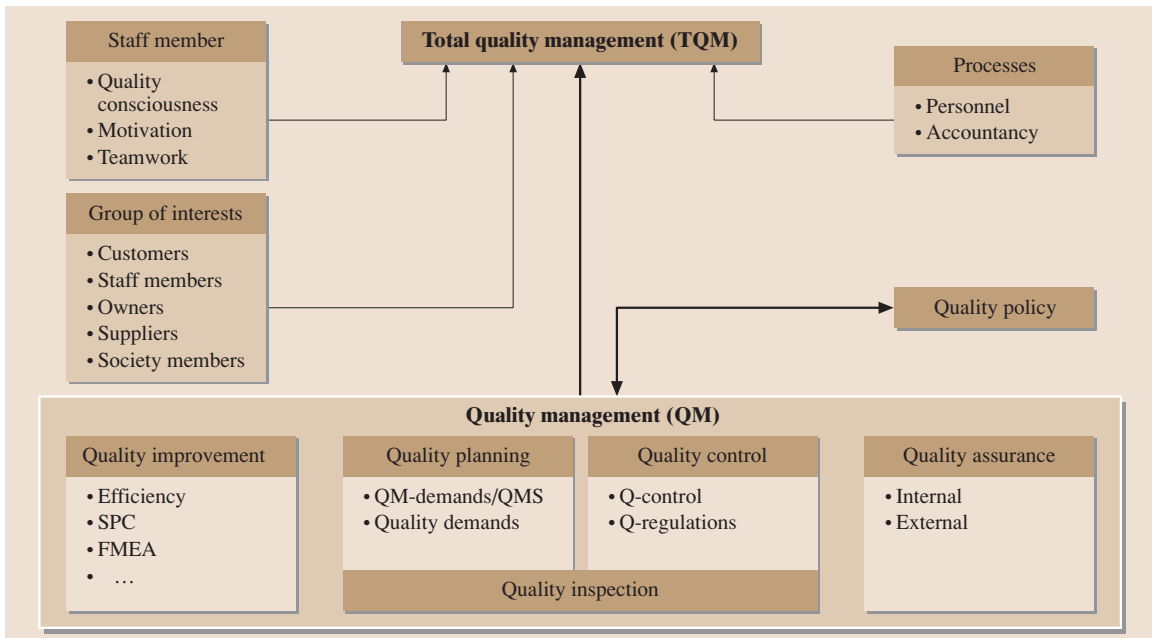 Staff member
• Quality
consciousness
• Motivation
• Teamwork
Total quality management (TQM)
Processes
• Personnel
• Accountancy
Group of interests
• Customers
• Staff members
• Owners
• Suppliers
• Society members
Quality policy
Quality management (QM)
Quality improvement
• Efficiency
• SPC
• FMEA
• …
Quality planning
• QM-demands/QMS
• Quality demands
Quality control
• Q-control
• Q-regulations
Quality inspection
Quality assurance
• Internal
• External